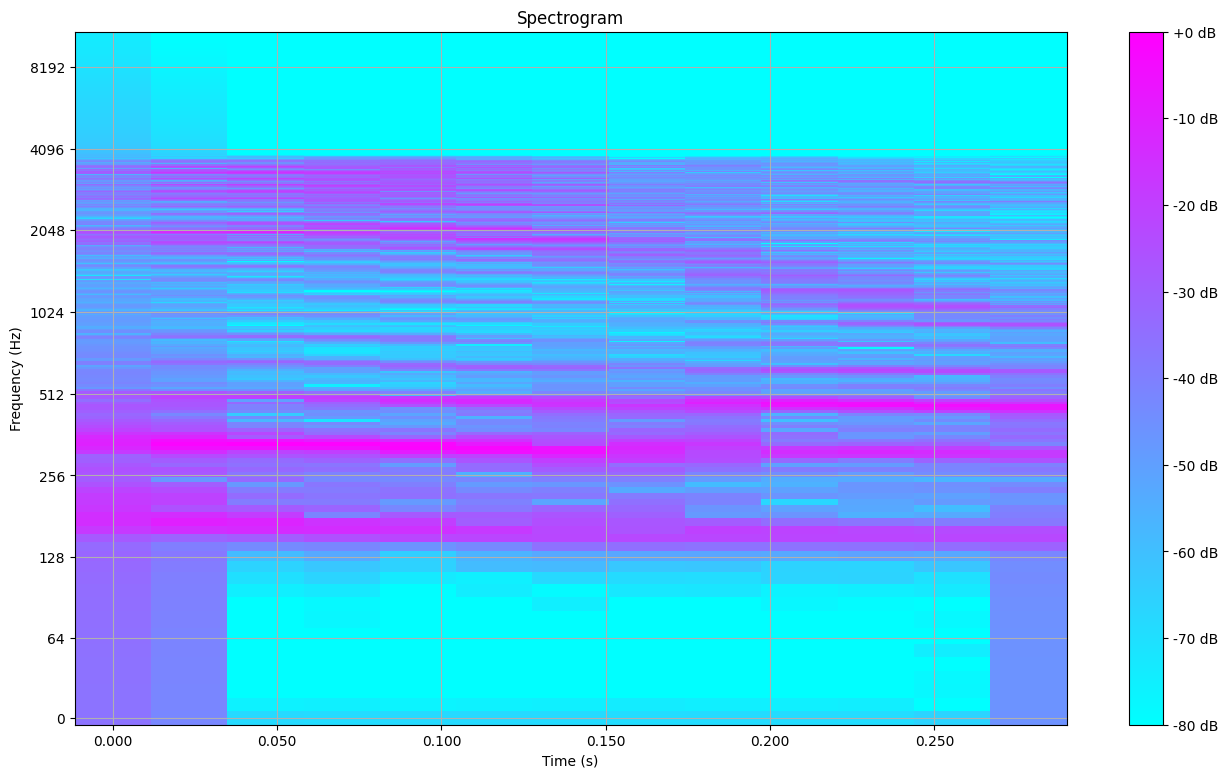 Spectrogram
Frequency (Hz)
8192
4096
2048
1024
512
256
128
64
0
0.000 0.050 0.100 0.150 0.200 0.250
Time (s)
+0 dB
-10 dB
-20 dB
-30 dB
-40 dB
-50 dB
-60 dB
-70 dB
-80 dB